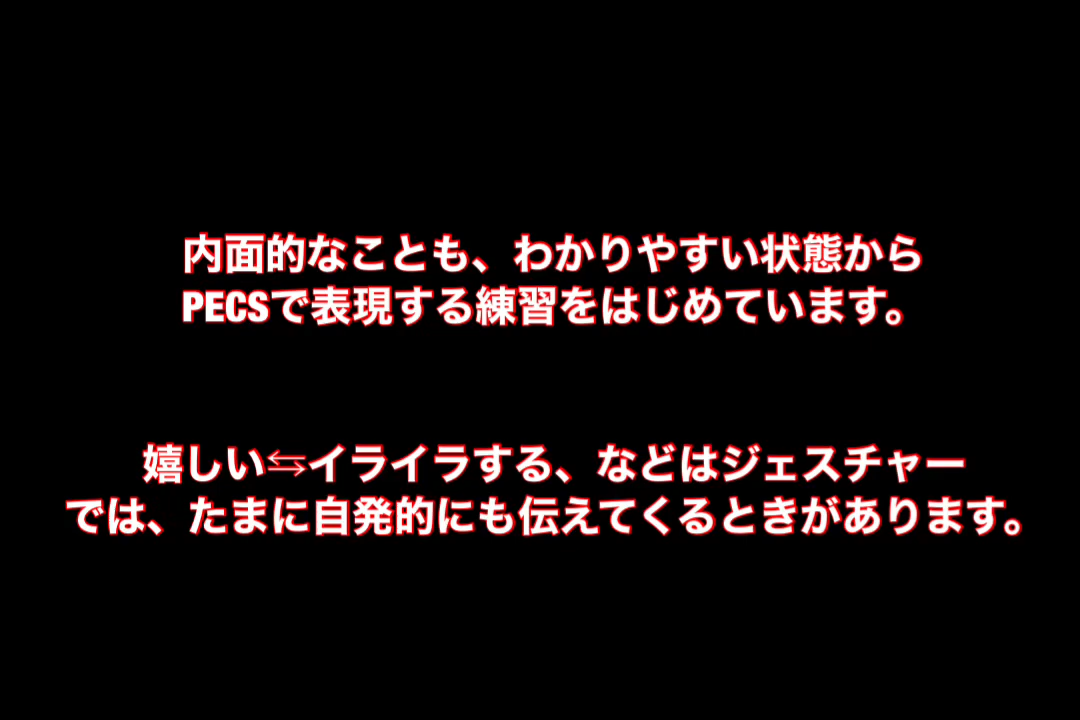 内面的なことも、わかりやすい状態から
PECSで表現する練習をはじめています。
嬉しい⇆イライラする、などはジェスチャー
では、たまに自発的にも伝えてくるときがあります。